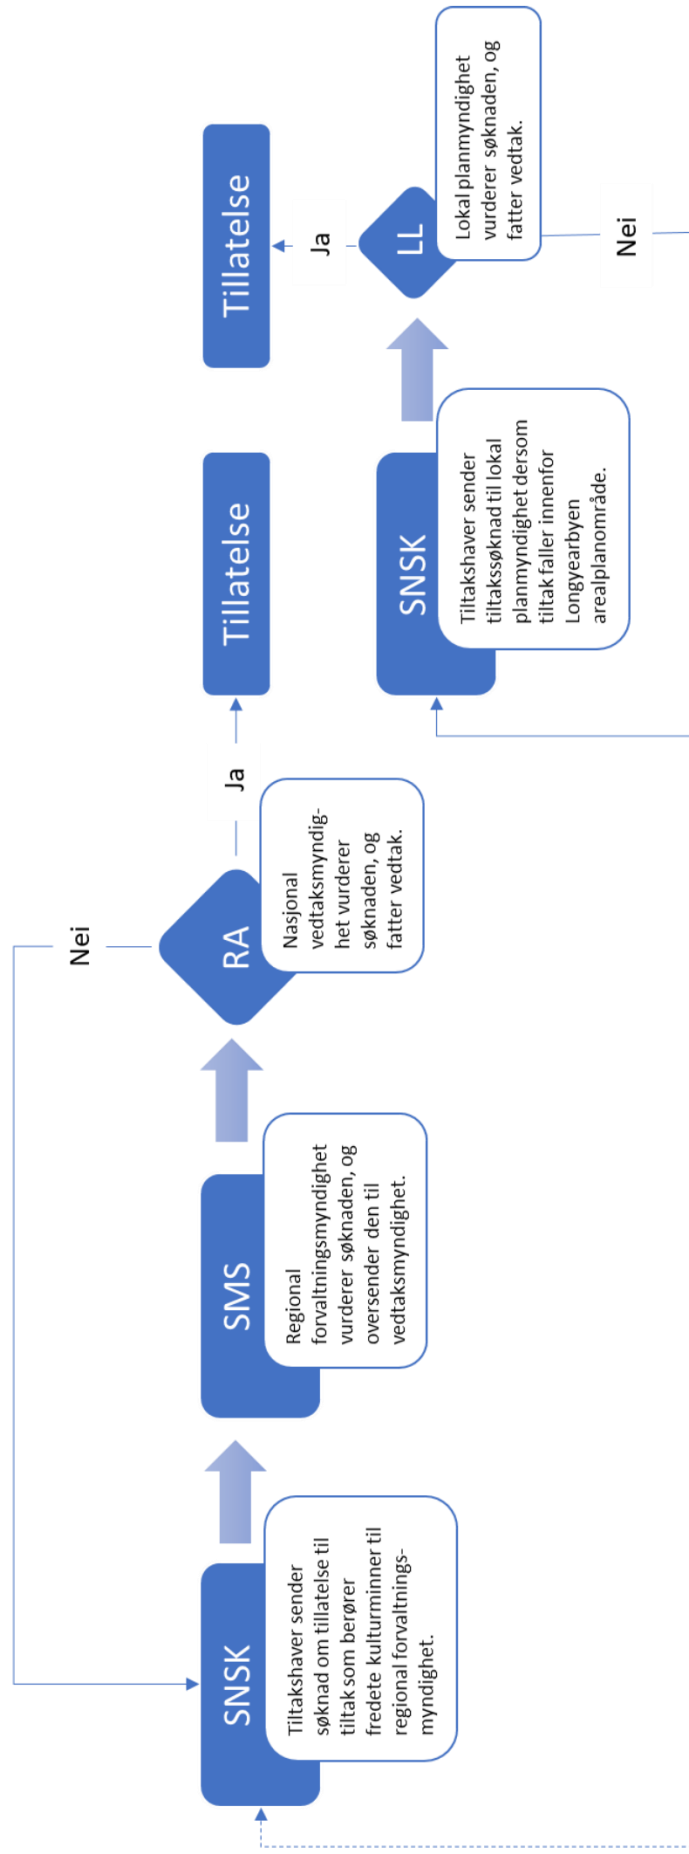 Nei
SNSK
Tiltakshaver sender
søknad om tillatelse til
tiltak som berører
fredete kulturminner til
regional forvaltnings-
myndighet.
SMS
Regional
forvaltningsmyndighet
vurderer søknaden, og
oversender den til
vedtaksmyndighet.
RA
Nasjonal
vedtaksmyndig-
het vurderer
søknaden, og
fatter vedtak.
Ja
Tillatelse
Tillatelse
Ja
SNSK
Tiltakshaver sender
tiltakssøknad til lokal
planmyndighet dersom
tiltak faller innenfor
Longyearbyen
arealplanområde.
LL
Lokal planmyndighet
vurderer søknaden, og
fatter vedtak.
Nei